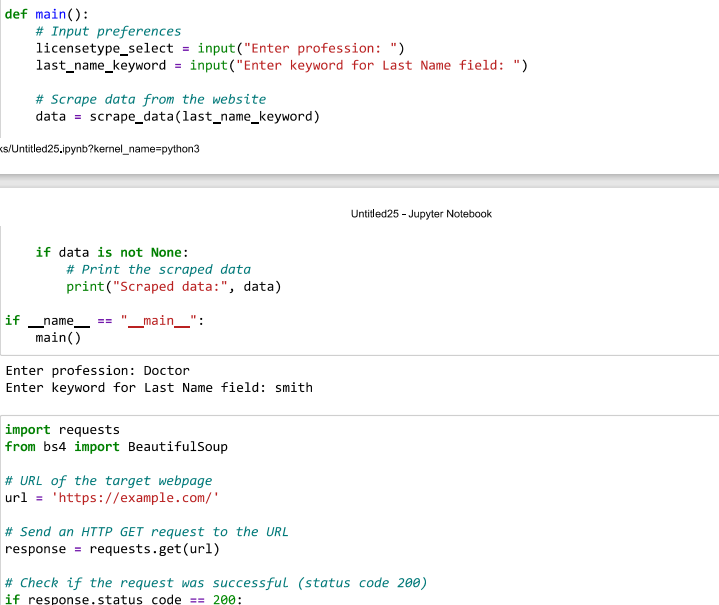 def main():
    # Input preferences
    licensetype_select = input("Enter profession: ")
    last_name_keyword = input("Enter keyword for Last Name field: ")
    # Scrape data from the website
    data = scrape_data(last_name_keyword)
ks/Untitled25.ipynb?kernel_name=python3
Untitled25 - Jupyter Notebook
    if data is not None:
        # Print the scraped data
        print("Scraped data:", data)
if __name__ == "__main__":
    main()
Enter profession: Doctor
Enter keyword for Last Name field: smith
import requests
from bs4 import BeautifulSoup
# URL of the target webpage
url = 'https://example.com/'
# Send an HTTP GET request to the URL
response = requests.get(url)
# Check if the request was successful (status code 200)
if response.status_code == 200: